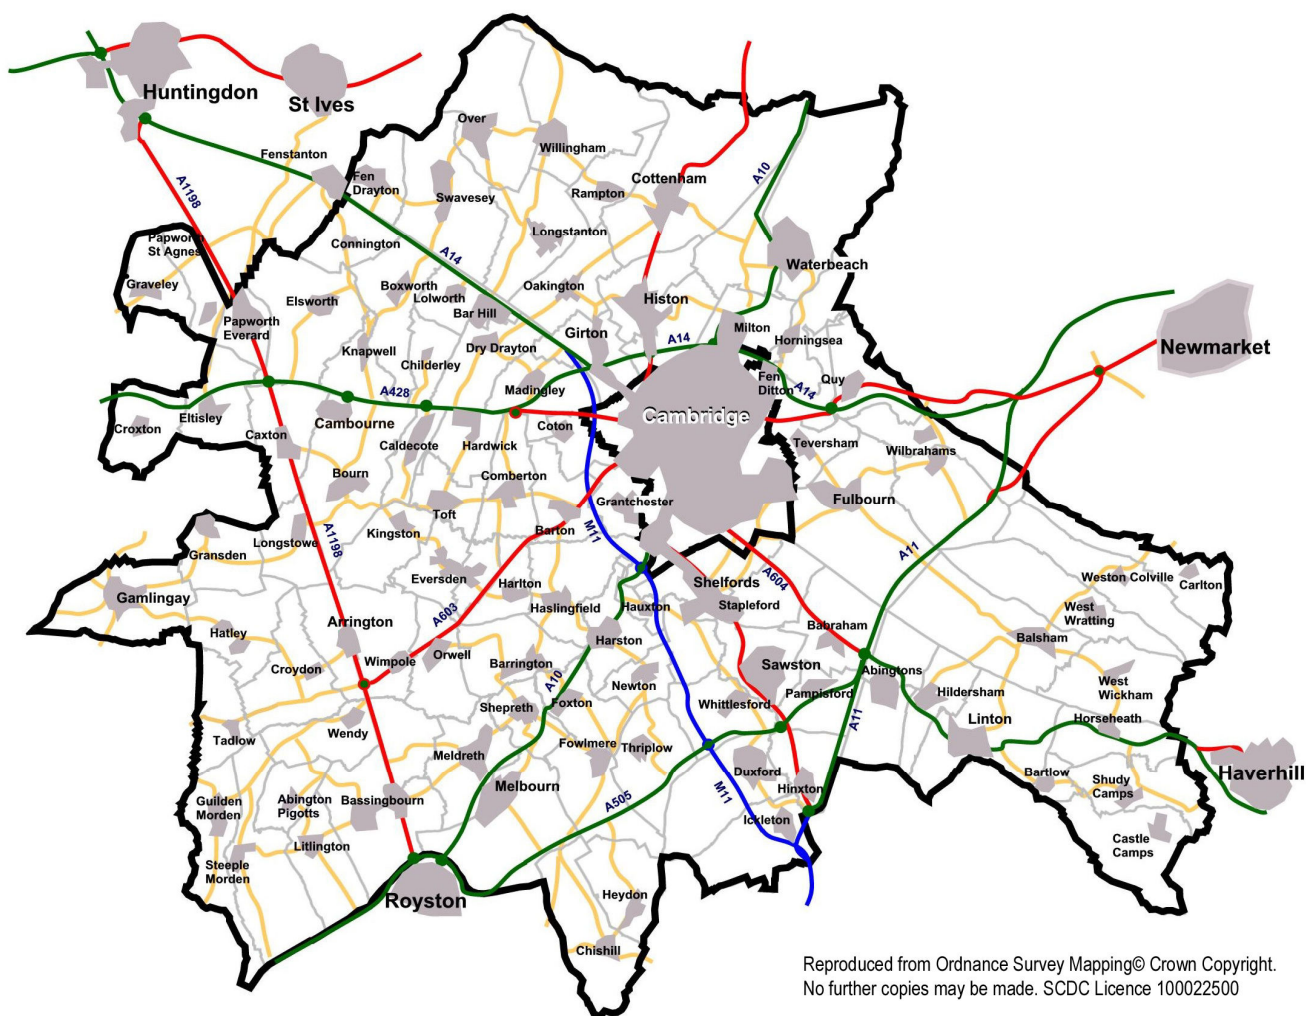 Huntingdon
St Ives
Over
Willingham
Fenstanton
Fen
Drayton
Swavesey
Rampton
Cottenham
A10
A1198
Longstanton
Papworth
St Agnes
Connington
A14
Waterbeach
Graveley
Elsworth
Boxworth
Lolworth
Oakington
Histon
Bar Hill
Papworth
Everard
Girton
A14
Milton
Horningsea
Knapwell
Childerley
Dry Drayton
Newmarket
Madingley
Fen
Ditton
A14
Quy
A428
Croxton
Eltisley
Caxton
Cambourne
Caldecote
Hardwick
Coton
Cambridge
Teversham
Wilbrahams
Bourn
Comberton
Fulbourn
Grantchester
Toft
Kingston
Barton
M11
Gransden
Longstowe
A1198
A11
Eversden
Harlton
Shelfords
A604
Weston Colville
Carlton
Gamlingay
Haslingfield
Hauxton
Stapleford
West
Wratting
Arrington
A603
Hatley
Harston
Babraham
Balsham
Croydon
Wimpole
Orwell
Barrington
Sawston
Abingtons
A10
Newton
Pampisford
Hildersham
West
Wickham
Shepreth
Foxton
Whittlesford
Linton
Horseheath
Tadlow
Wendy
A11
Meldreth
Fowlmere
Thriplow
Duxford
Bartlow
Shudy
Camps
Haverhill
Guilden
Morden
Abington
Pigotts
Bassingbourn
Melbourn
A505
M11
Hinxton
Ickleton
Litlington
Castle
Camps
Steeple
Morden
Royston
Heydon
Chishill
Reproduced from Ordnance Survey Mapping© Crown Copyright.
No further copies may be made. SCDC Licence 100022500